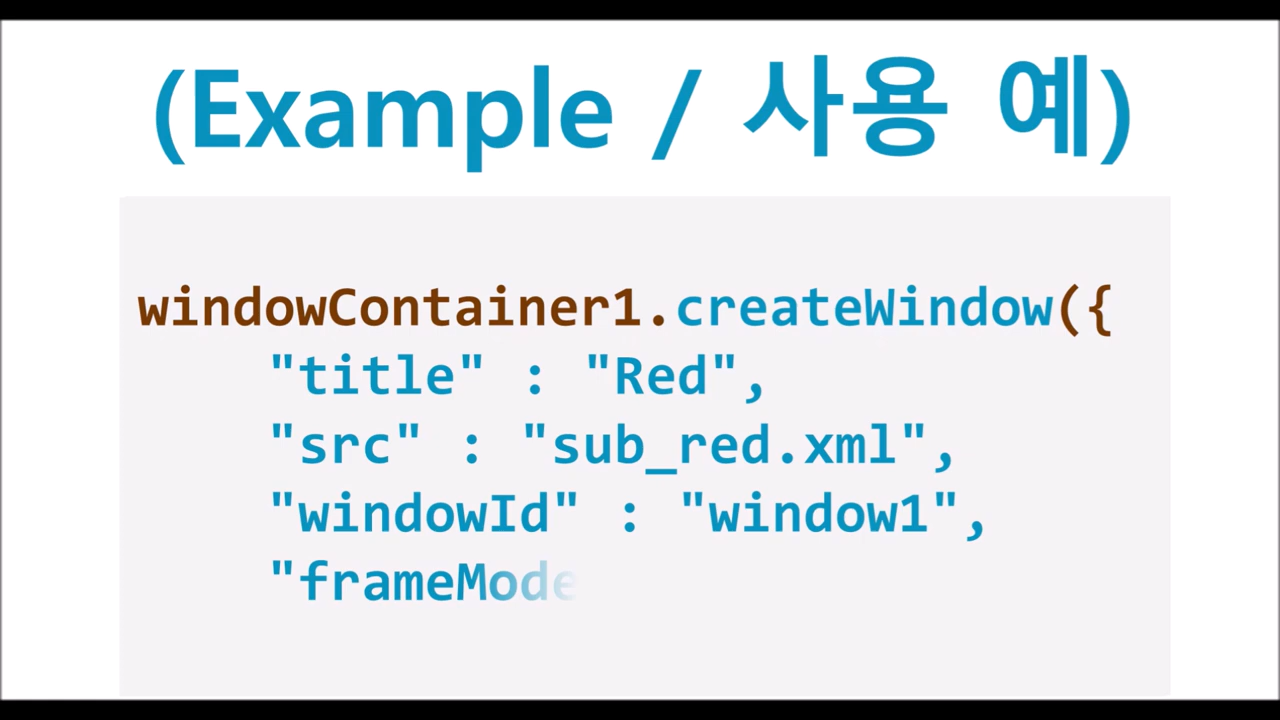 (Example / 사용 예)
windowContainer1.createWindow({
"title" : "Red",
"src" : "sub_red.xml",
"windowId" : "window1",
"frameMode